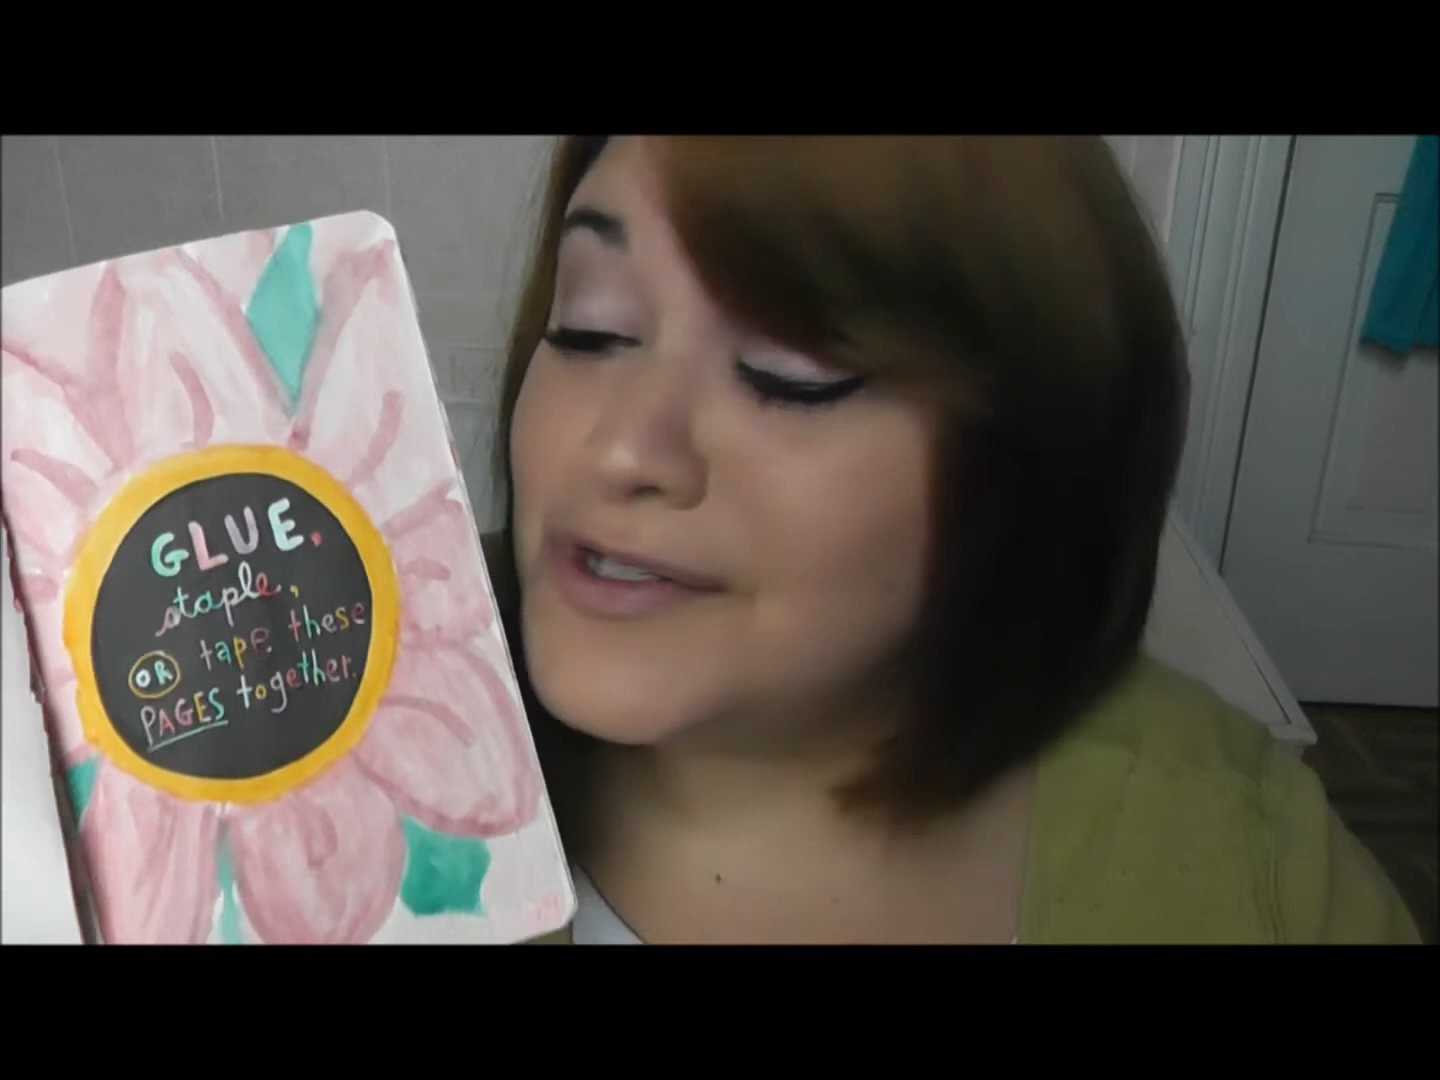 GLUE.
staple,
OR tape these
PAGES together.